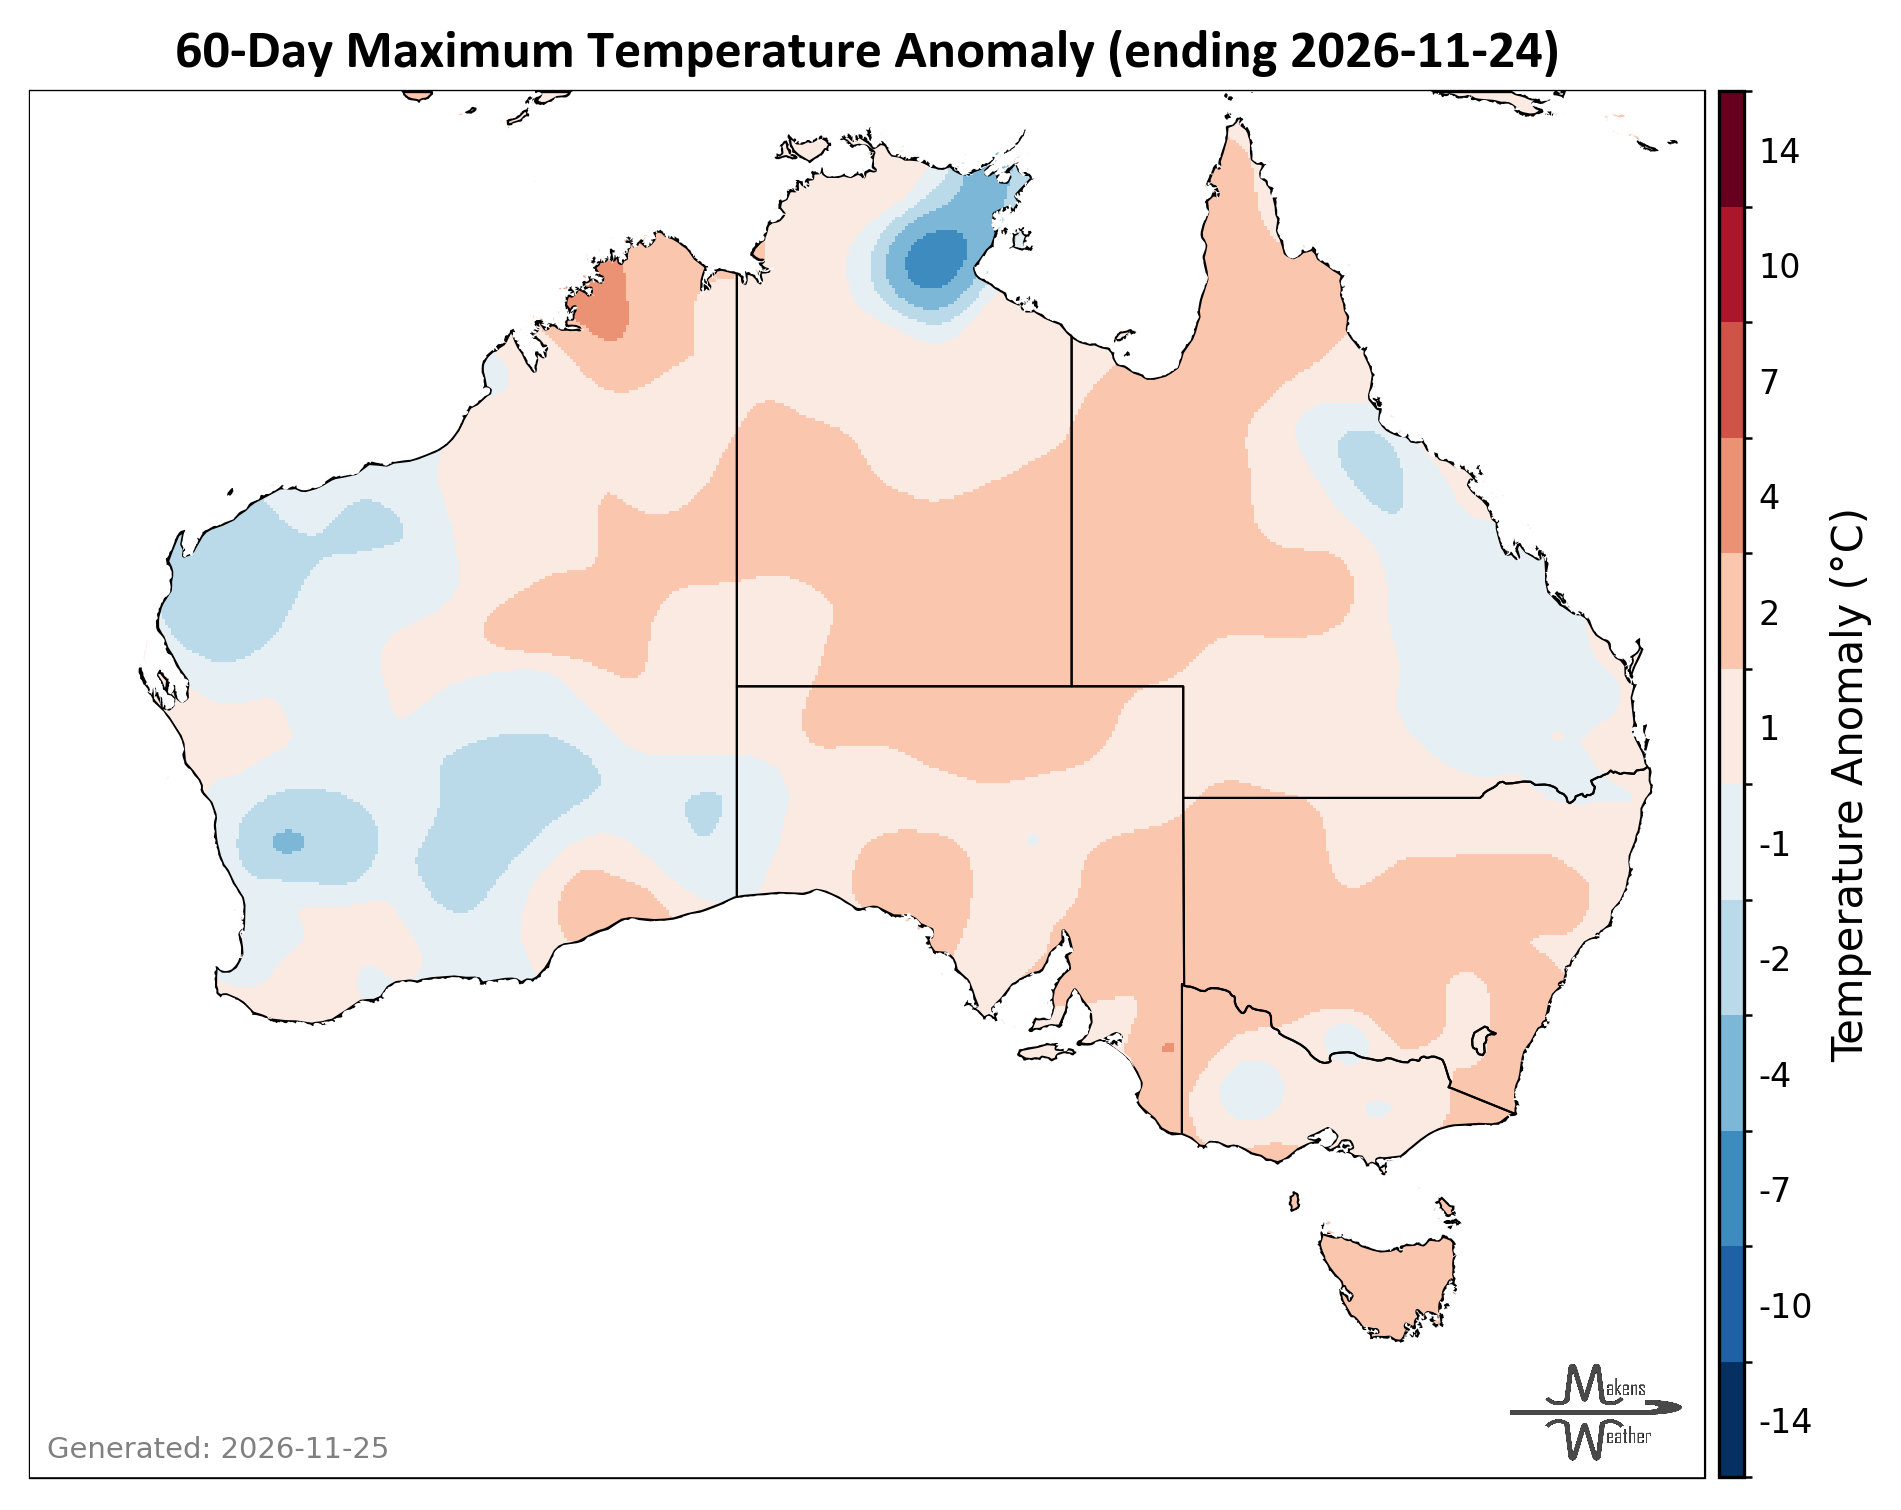 60-Day Maximum Temperature Anomaly (ending 2026-11-24)
14
10
7
4
2
1
-1
-2
-4
-7
-10
-14
Temperature Anomaly (°C)
Makens
Weather
Generated: 2026-11-25